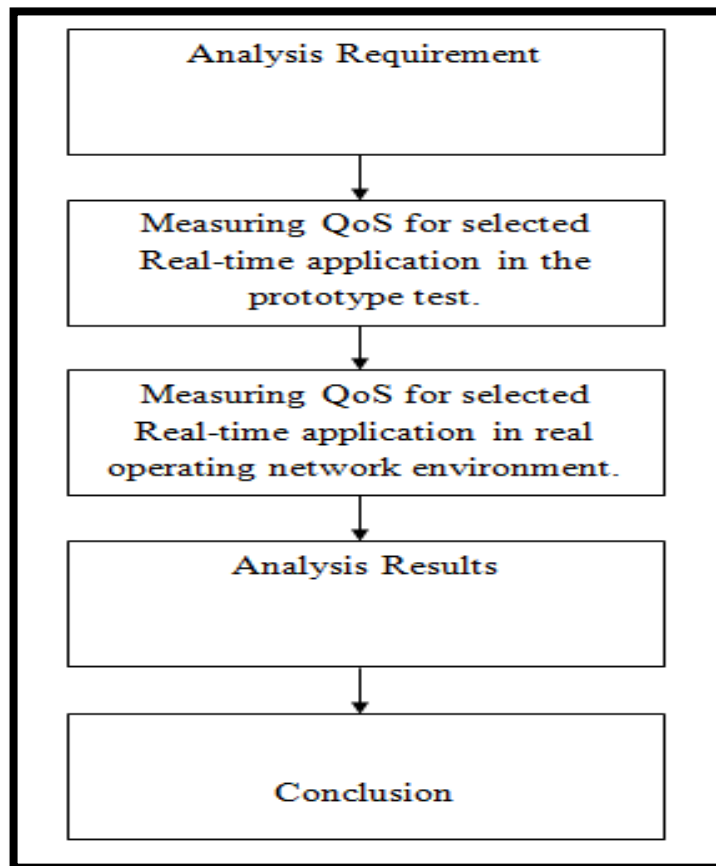 Analysis Requirement
Measuring QoS for selected
Real-time application in the
prototype test.
Measuring QoS for selected
Real-time application in real
operating network environment.
Analysis Results
Conclusion